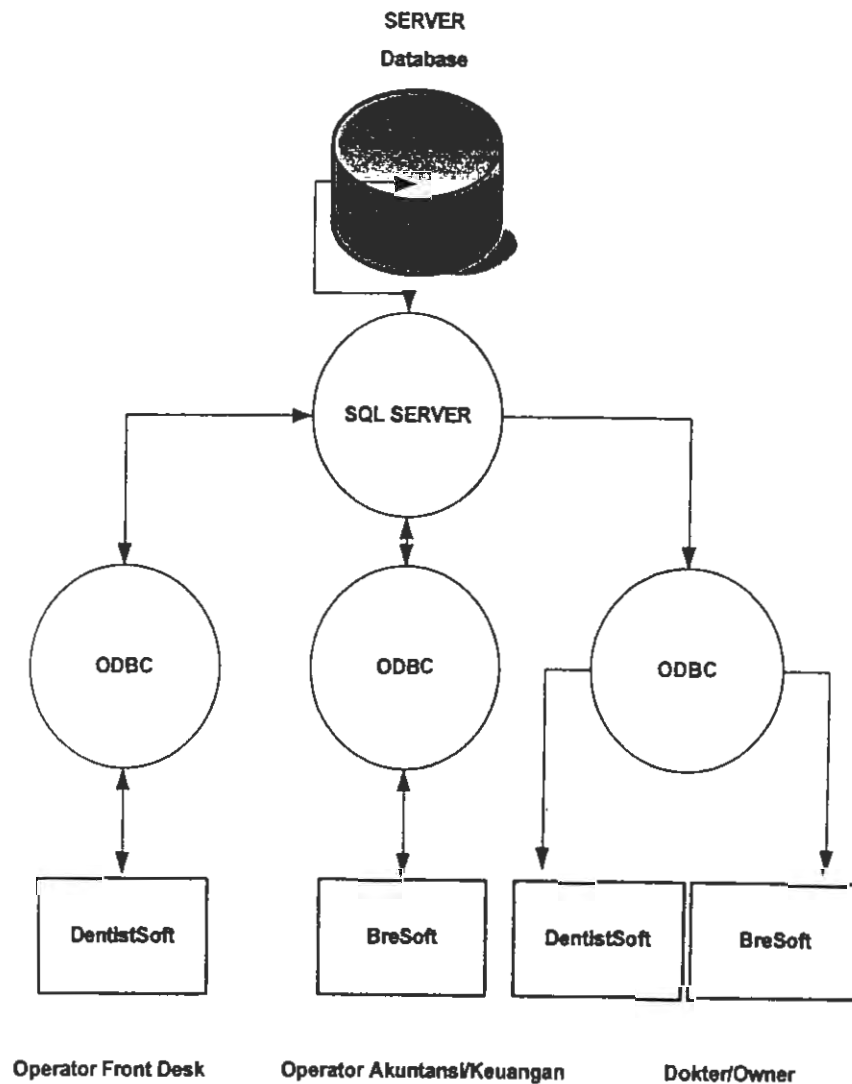 SERVER
Database
SQL SERVER
ODBC
ODBC
ODBC
DentistSoft
BreSoft
DentistSoft
BreSoft
Operator Front Desk
Operator Akuntansi/Keuangan
Dokter/Owner